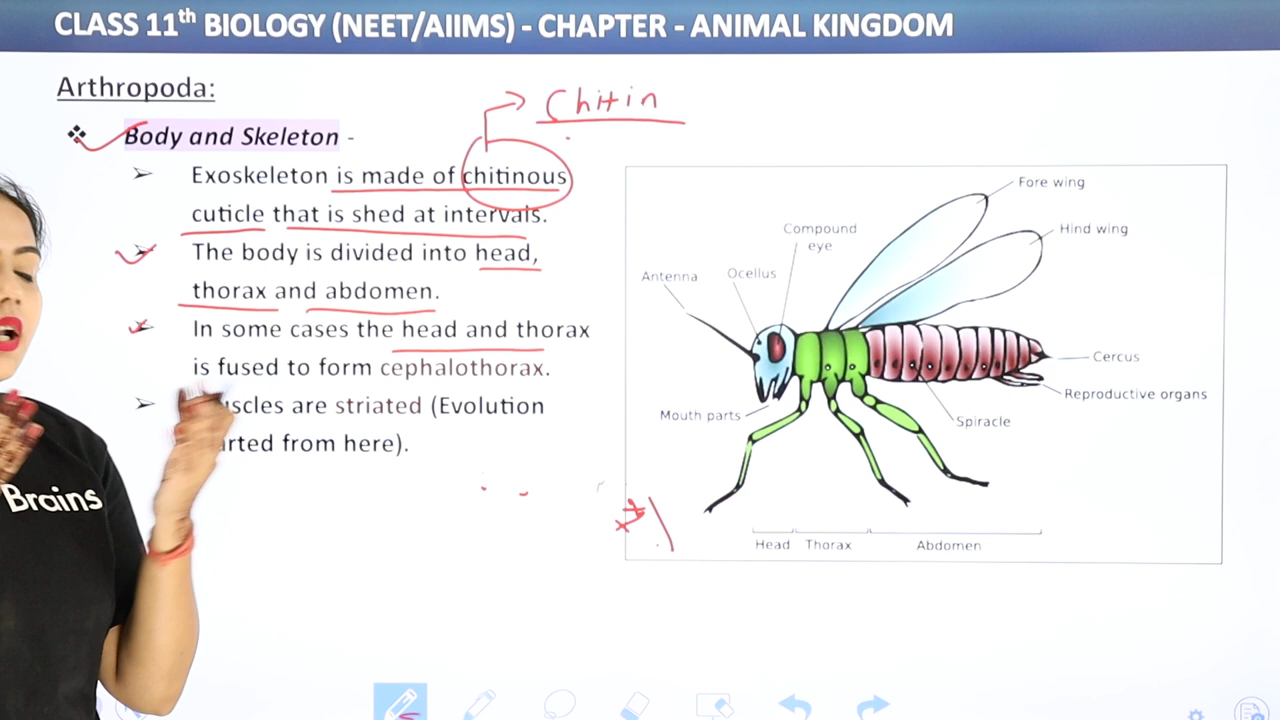 CLASS 11th BIOLOGY (NEET/AIIMS) - CHAPTER - ANIMAL KINGDOM
Arthropoda:
Chitin
❖ Body and Skeleton -
➢ Exoskeleton is made of chitinous
cuticle that is shed at intervals.
➢ The body is divided into head,
thorax and abdomen.
➢ In some cases the head and thorax
is fused to form cephalothorax.
➢ are striated (Evolution
from here).
Fore wing
Hind wing
Compound
eye
Antenna
Ocellus
Cercus
Reproductive organs
Mouth parts
Spiracle
Head Thorax Abdomen
Brains